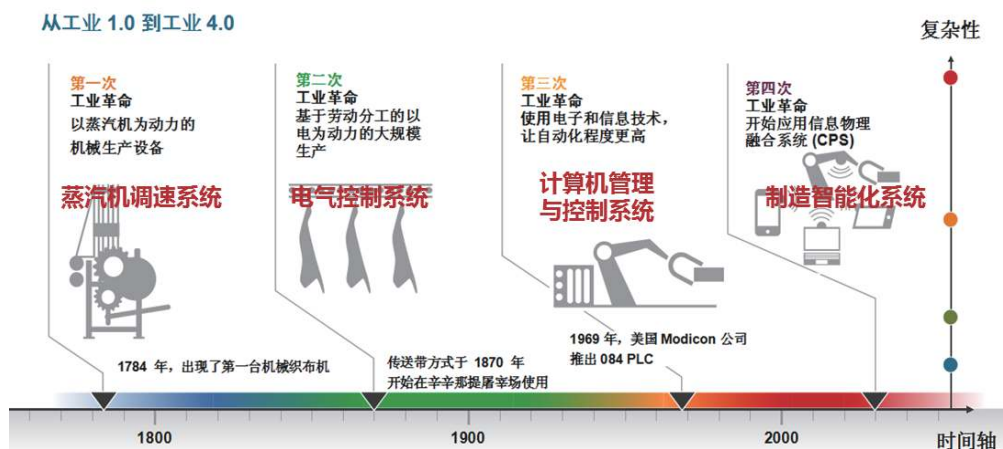 从工业 1.0 到工业 4.0
复杂性
第一次
工业革命
以蒸汽机为动力的
机械生产设备
蒸汽机调速系统
1784 年，出现了第一台机械织布机
第二次
工业革命
基于劳动分工的以
电为动力的大规模
生产
电气控制系统
传送带方式于 1870 年
开始在辛辛那提屠宰场使用
第三次
工业革命
使用电子和信息技术，
让自动化程度更高
计算机管理
与控制系统
1969 年，美国 Modicon 公司
推出 084 PLC
第四次
工业革命
开始应用信息物理
融合系统 (CPS)
制造智能化系统
1800
1900
2000
时间轴